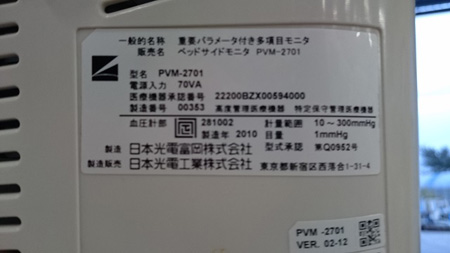 一般的名称 重要パラメータ付き多項目モニタ
販売名 ベッドサイドモニタ PVM-2701
型名 PVM-2701
電源入力 70VA
医療機器承認番号 22200BZX00594000
製造番号 00353 高度管理医療機器 特定保守管理医療機器
血圧計部 281002 計量範囲 10～300mmHg
製造年 2010 目量 1mmHg
製造 日本光電富岡株式会社 型式承認 第Q0952号
製造販売 日本光電工業株式会社 東京都新宿区西落合1-31-4
PVM -2701
VER. 02-12